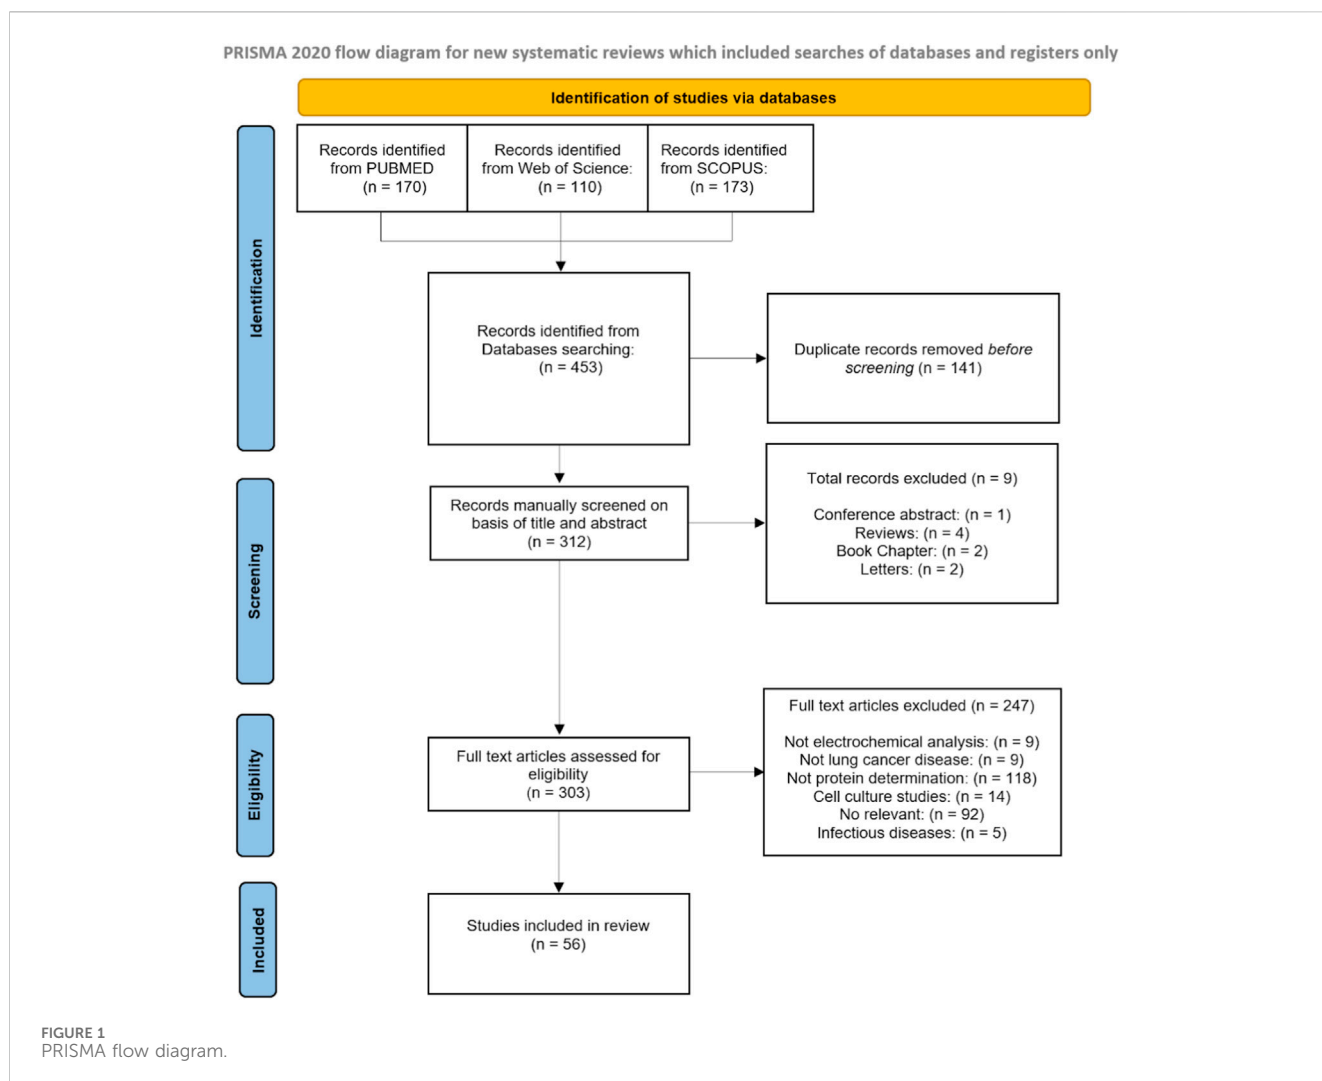 PRISMA 2020 flow diagram for new systematic reviews which included searches of databases and registers only
Identification of studies via databases
Identification
Records identified
from PUBMED
(n = 170)
Records identified
from Web of Science:
(n = 110)
Records identified
from SCOPUS:
(n = 173)
Records identified from
Databases searching:
(n = 453)
Duplicate records removed before
screening (n = 141)
Screening
Records manually screened on
basis of title and abstract
(n = 312)
Total records excluded (n = 9)
Conference abstract: (n = 1)
Reviews: (n = 4)
Book Chapter: (n = 2)
Letters: (n = 2)
Eligibility
Full text articles assessed for
eligibility
(n = 303)
Full text articles excluded (n = 247)
Not electrochemical analysis: (n = 9)
Not lung cancer disease: (n = 9)
Not protein determination: (n = 118)
Cell culture studies: (n = 14)
No relevant: (n = 92)
Infectious diseases: (n = 5)
Included
Studies included in review
(n = 56)
FIGURE 1
PRISMA flow diagram.